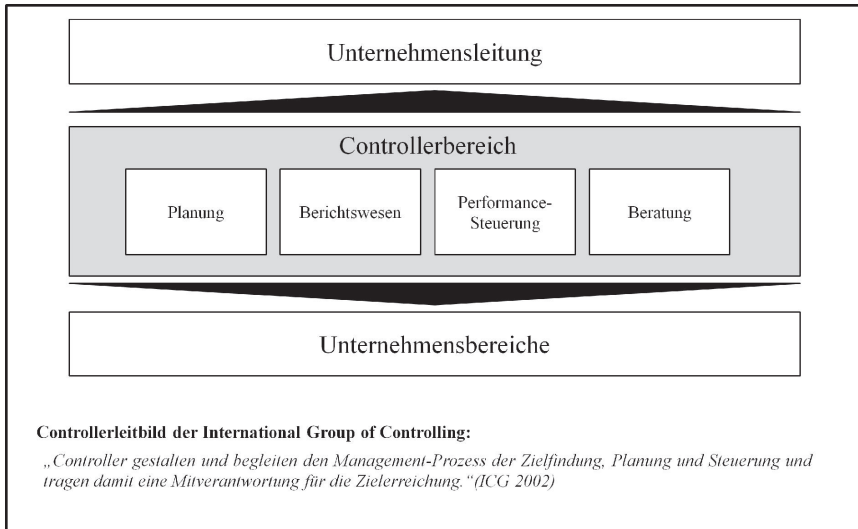 Unternehmensleitung
Controllerbereich
Planung
Berichtswesen
Performance-
Steuerung
Beratung
Unternehmensbereiche
Controllerleitbild der International Group of Controlling:
„Controller gestalten und begleiten den Management-Prozess der Zielfindung, Planung und Steuerung und
tragen damit eine Mitverantwortung für die Zielerreichung.“(ICG 2002)